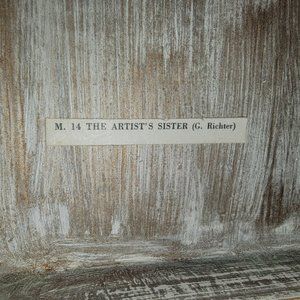 M. 14 THE ARTIST'S SISTER (G. Richter)